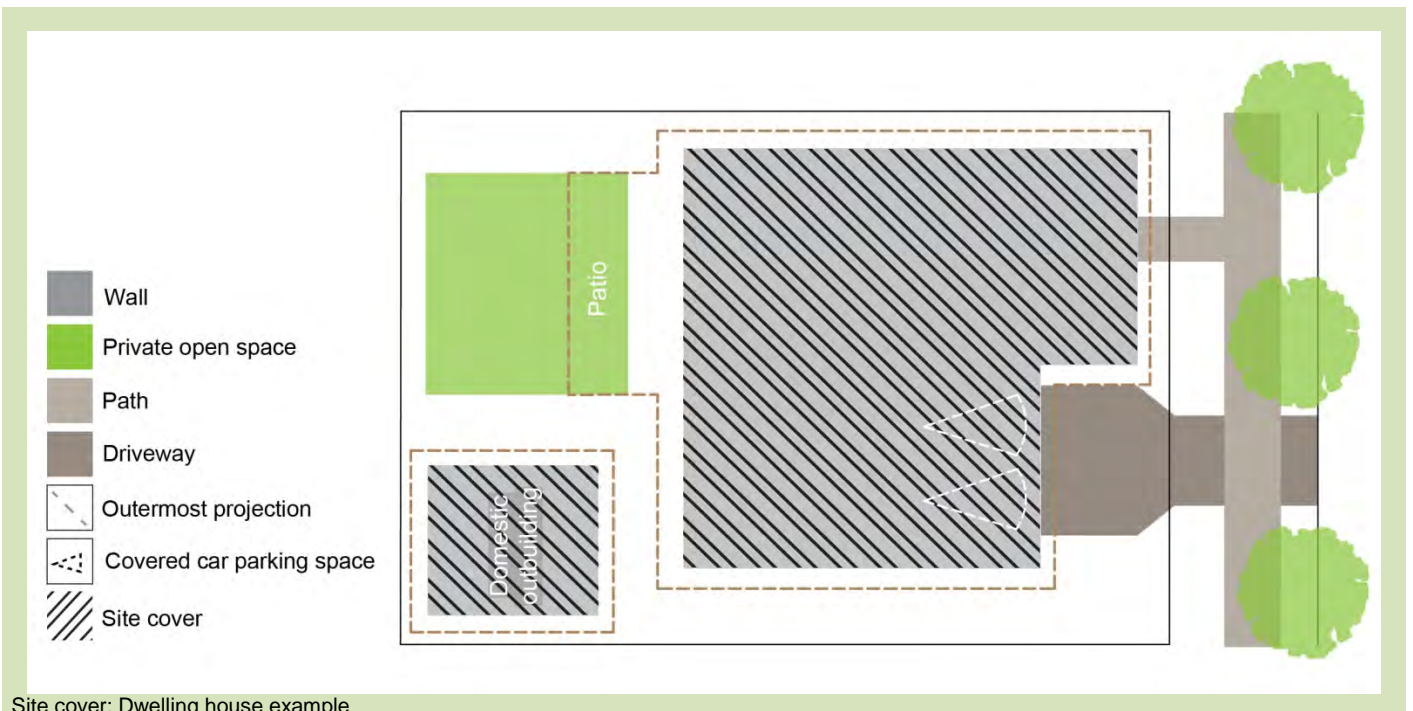 Wall
Private open space
Path
Driveway
Outermost projection
Covered car parking space
Site cover
Patio
Domestic
outbuilding
Site cover: Dwelling house example